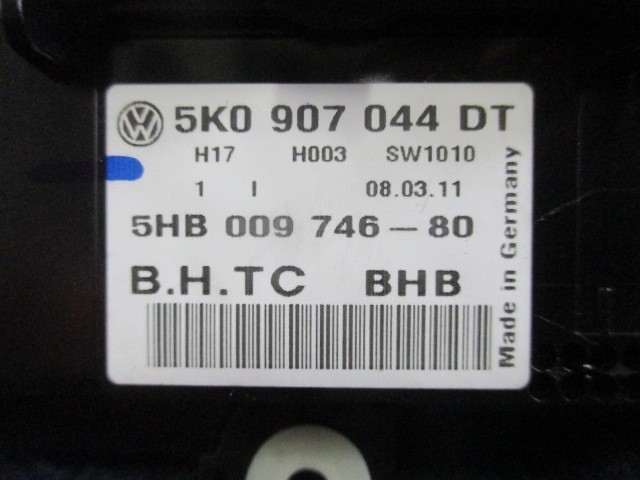 5K0 907 044 DT
H17 H003 SW1010
1 I 08.03.11
5HB 009 746-80
B.H.TC BHB
Made in Germany